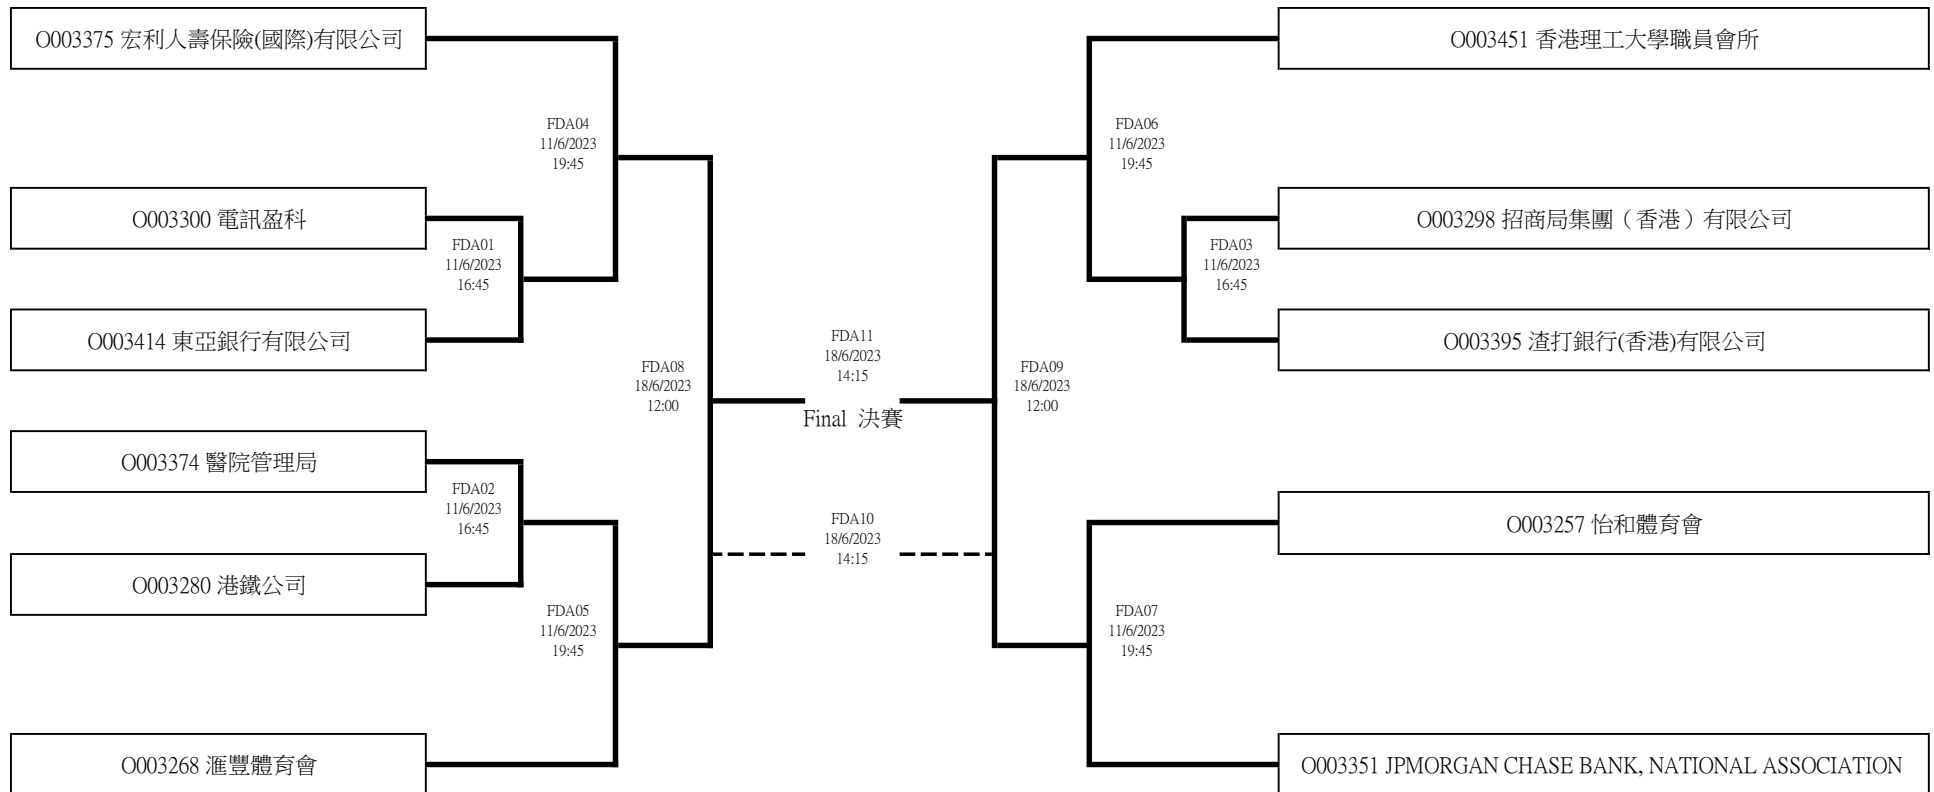 O003375 宏利人壽保險(國際)有限公司
O003451 香港理工大學職員會所
FDA04
11/6/2023
19:45
FDA06
11/6/2023
19:45
O003300 電訊盈科
O003298 招商局集團（香港）有限公司
FDA01
11/6/2023
16:45
FDA03
11/6/2023
16:45
O003414 東亞銀行有限公司
O003395 渣打銀行(香港)有限公司
FDA11
18/6/2023
14:15
FDA08
18/6/2023
12:00
FDA09
18/6/2023
12:00
Final 決賽
O003374 醫院管理局
FDA02
11/6/2023
16:45
O003257 怡和體育會
FDA10
18/6/2023
14:15
O003280 港鐵公司
FDA05
11/6/2023
19:45
FDA07
11/6/2023
19:45
O003268 滙豐體育會
O003351 JPMORGAN CHASE BANK, NATIONAL ASSOCIATION